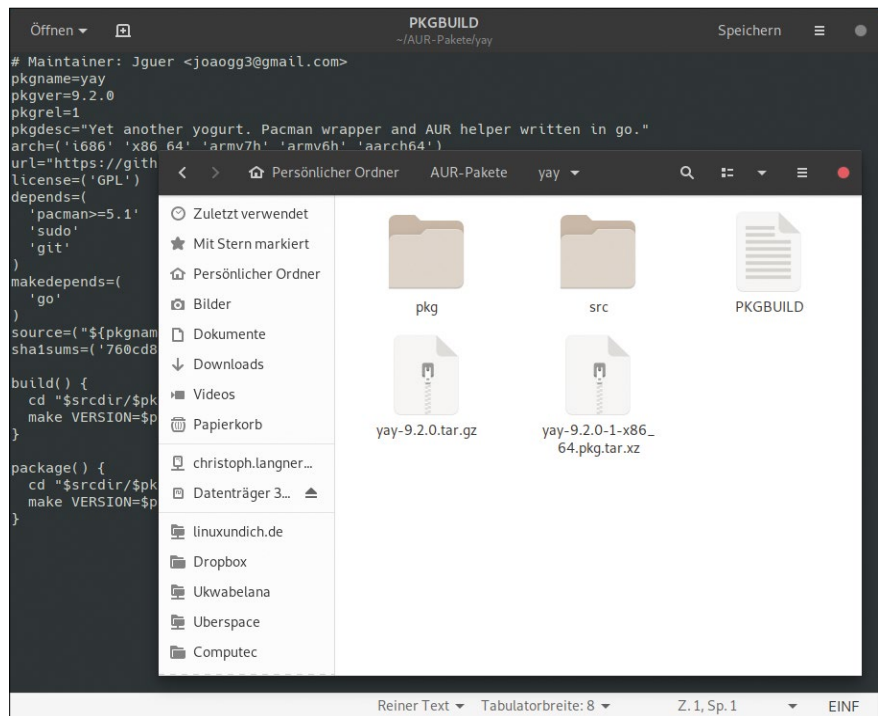 Öffnen
PKGBUILD
~/AUR-Pakete/yay
Speichern
# Maintainer: Jguer <joaogg3@gmail.com>
pkgname=yay
pkgver=9.2.0
pkgrel=1
pkgdesc="Yet another yogurt. Pacman wrapper and AUR helper written in go."
arch=('i686' 'x86_64' 'armv7h' 'armv6h' 'aarch64')
url="https://gith
license=('GPL')
depends=(
'pacman>=5.1'
'sudo'
'git'
)
makedepends=(
'go'
)
source=("${pkgnam
sha1sums=('760cd8
build() {
cd "$srcdir/$pk
make VERSION=$p
}
package() {
cd "$srcdir/$pk
make VERSION=$p
}
Persönlicher Ordner AUR-Pakete yay
Zuletzt verwendet
Mit Stern markiert
Persönlicher Ordner
Bilder
Dokumente
Downloads
Videos
Papierkorb
christoph.langner...
Datenträger 3...
linuxundich.de
Dropbox
Ukwabelana
Uberspace
Computec
pkg
src
PKGBUILD
yay-9.2.0.tar.gz
yay-9.2.0-1-x86_
64.pkg.tar.xz
Reiner Text Tabulatorbreite: 8 Z. 1, Sp. 1 EINF